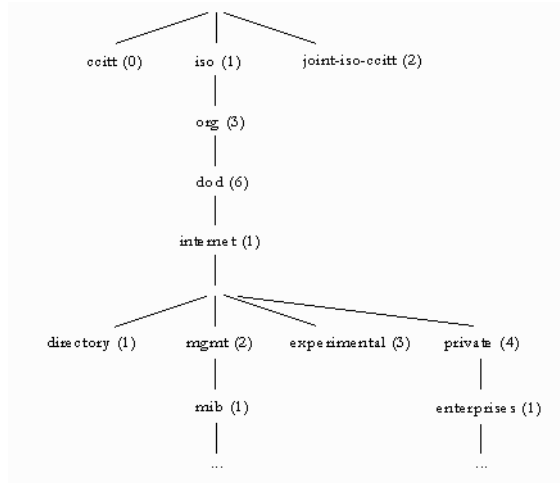 ccitt (0) iso (1) joint-iso-ccitt (2)
org (3)
dod (6)
internet (1)
directory (1) mgmt (2) experimental (3) private (4)
mib (1) enterprises (1)
... ...